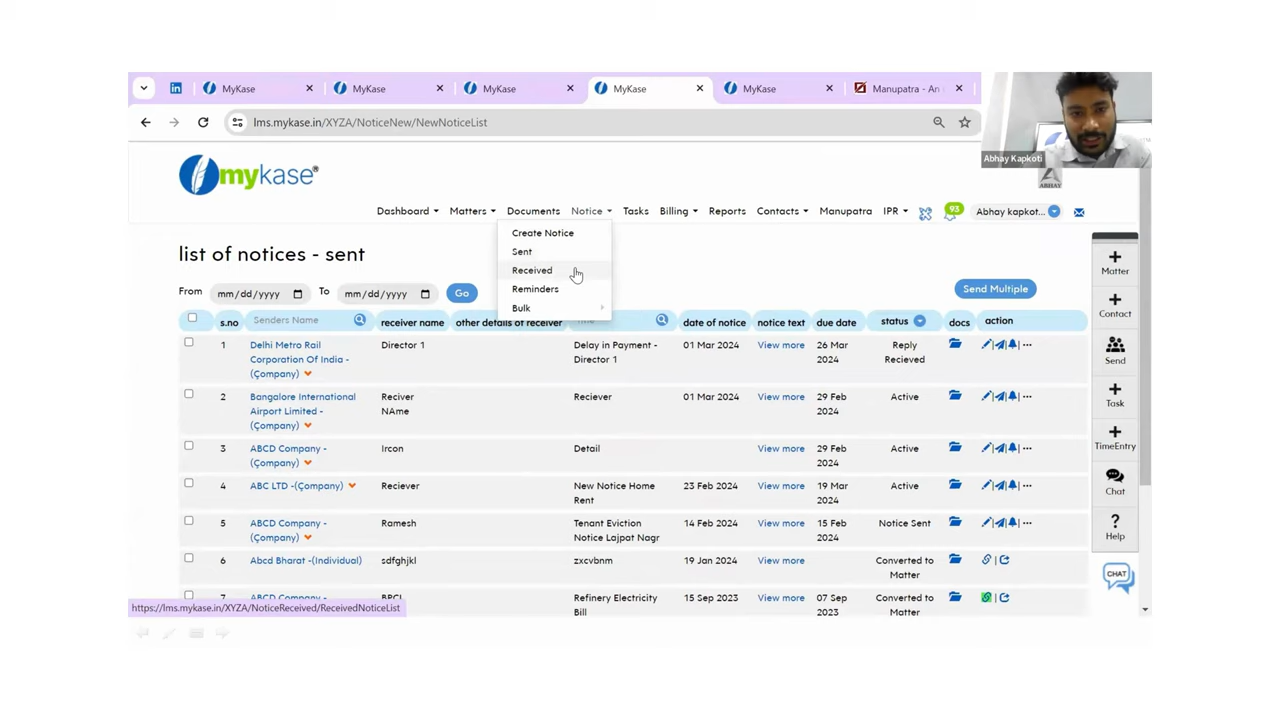 MyKase
MyKase
MyKase
MyKase
MyKase
Manupatra - An
lms.mykase.in/XYZA/NoticeNew/NewNoticeList
Abhay Kapkoti
ABHAY
mykase®
Dashboard
Matters
Documents
Notice
Tasks
Billing
Reports
Contacts
Manupatra
IPR
93
Abhay kapkot...
Create Notice
Sent
Received
Reminders
Bulk
list of notices - sent
From mm/dd/yyyy To mm/dd/yyyy Go
Send Multiple
s.no Senders Name receiver name other details of receiver Title date of notice notice text due date status docs action
1 Delhi Metro Rail Director 1 Delay in Payment - 01 Mar 2024 View more 26 Mar Reply
Corporation Of India - Director 1 2024 Recieved
(Çompany)
2 Bangalore International Reciver Reciever 01 Mar 2024 View more 29 Feb Active
Airport Limited - NAme 2024
(Çompany)
3 ABCD Company - Ircon Detail View more 29 Feb Active
(Çompany) 2024
4 ABC LTD -(Çompany) Reciever New Notice Home 23 Feb 2024 View more 19 Mar Active
Rent 2024
5 ABCD Company - Ramesh Tenant Eviction 14 Feb 2024 View more 15 Feb Notice Sent
(Çompany) Notice Lajpat Nagr 2024
6 Abcd Bharat -(Individual) sdfghjkl zxcvbnm 19 Jan 2024 View more Converted to
Matter
7 ABCD Company - BPCL Refinery Electricity 15 Sep 2023 View more 07 Sep Converted to
Bill 2023 Matter
Matter
Contact
Send
Task
TimeEntry
Chat
Help
CHAT
https://lms.mykase.in/XYZA/NoticeReceived/ReceivedNoticeList